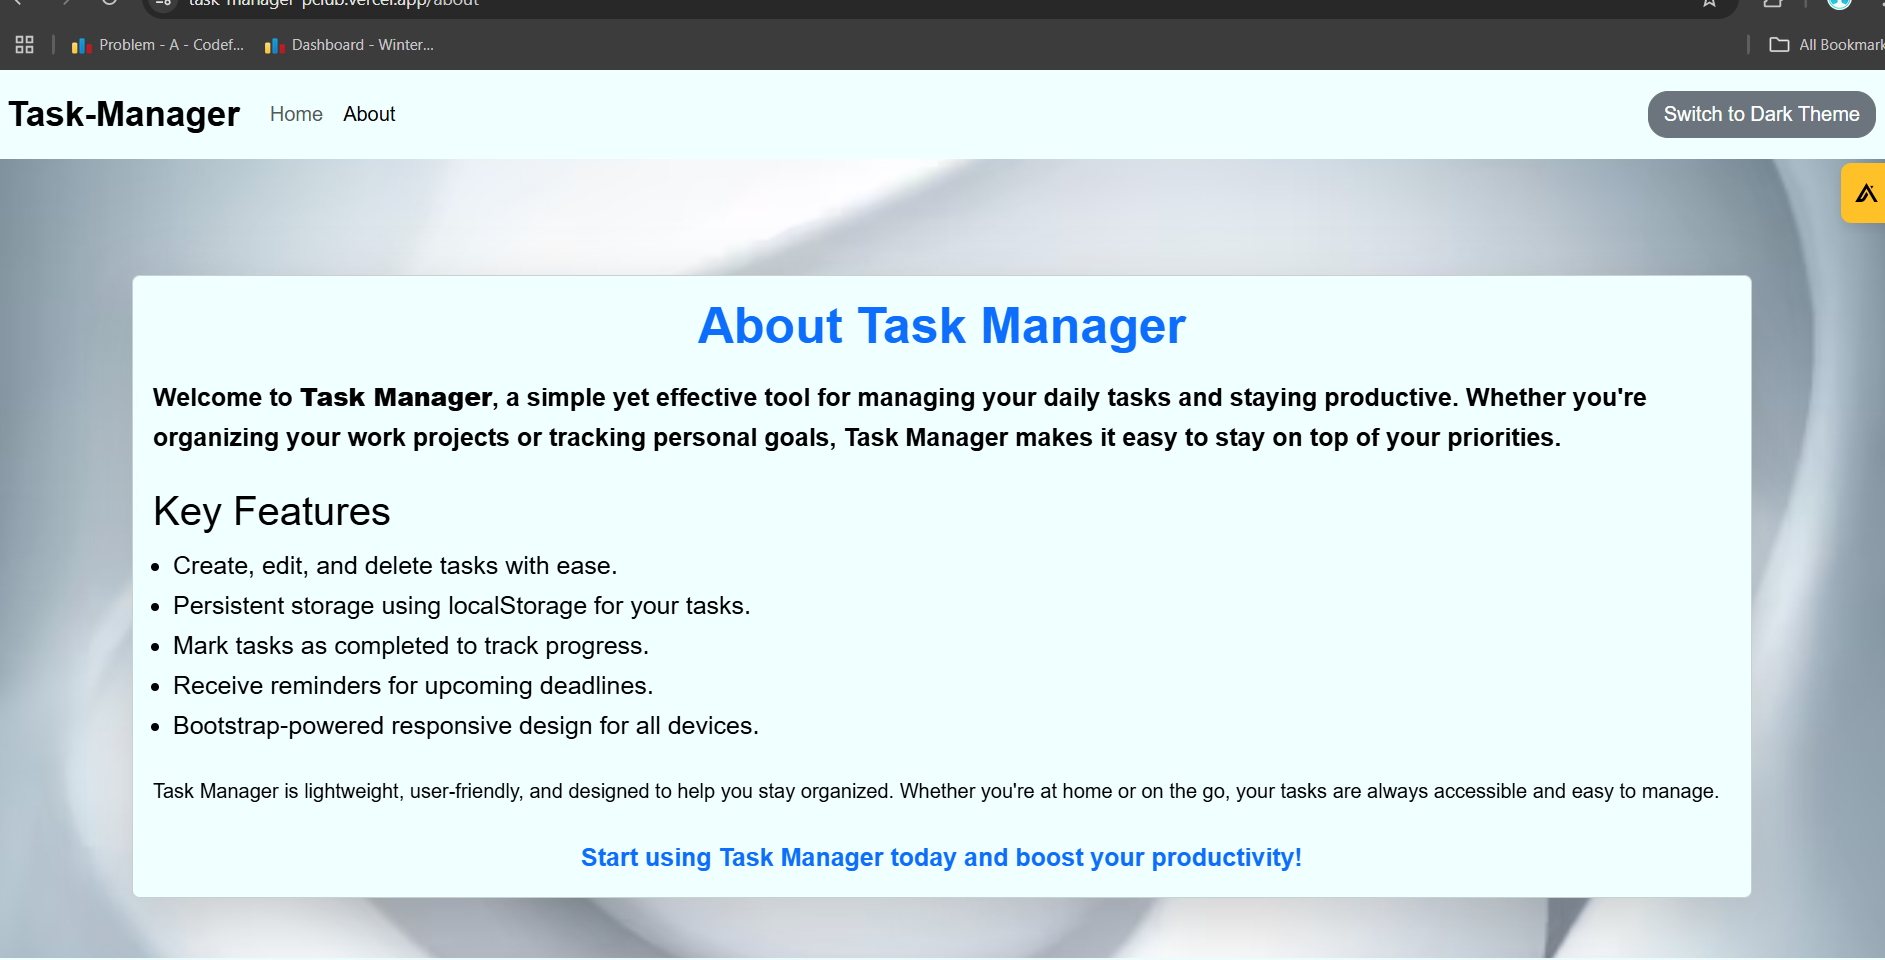 Problem - A - Codef...
Dashboard - Winter...
All Bookmark
Task-Manager
Home
About
Switch to Dark Theme
About Task Manager
Welcome to Task Manager, a simple yet effective tool for managing your daily tasks and staying productive. Whether you're
organizing your work projects or tracking personal goals, Task Manager makes it easy to stay on top of your priorities.
Key Features
Create, edit, and delete tasks with ease.
Persistent storage using localStorage for your tasks.
Mark tasks as completed to track progress.
Receive reminders for upcoming deadlines.
Bootstrap-powered responsive design for all devices.
Task Manager is lightweight, user-friendly, and designed to help you stay organized. Whether you're at home or on the go, your tasks are always accessible and easy to manage.
Start using Task Manager today and boost your productivity!